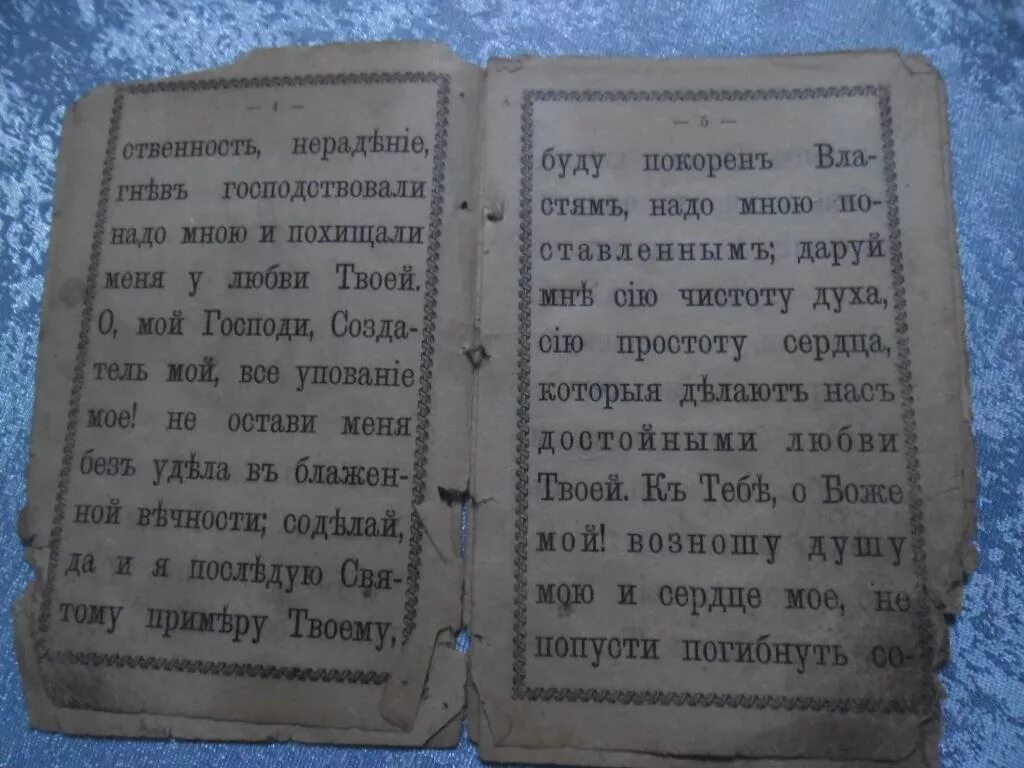 — 4 —
ственность, нерадѣніе,
гнѣвъ господствовали
надо мною и похищали
меня у любви Твоей.
О, мой Господи, Созда-
тель мой, все упованіе
мое! не остави меня
безъ удѣла въ блажен-
ной вѣчности; содѣлай,
да и я послѣдую Свя-
тому примѣру Твоему,
— 5 —
буду покоренъ Вла-
стямъ, надо мною по-
ставленнымъ; даруй
мнѣ сію чистоту духа,
сію простоту сердца,
которыя дѣлаютъ насъ
достойными любви
Твоей. Къ Тебѣ, о Боже
мой! возношу душу
мою и сердце мое, не
попусти погибнуть со-